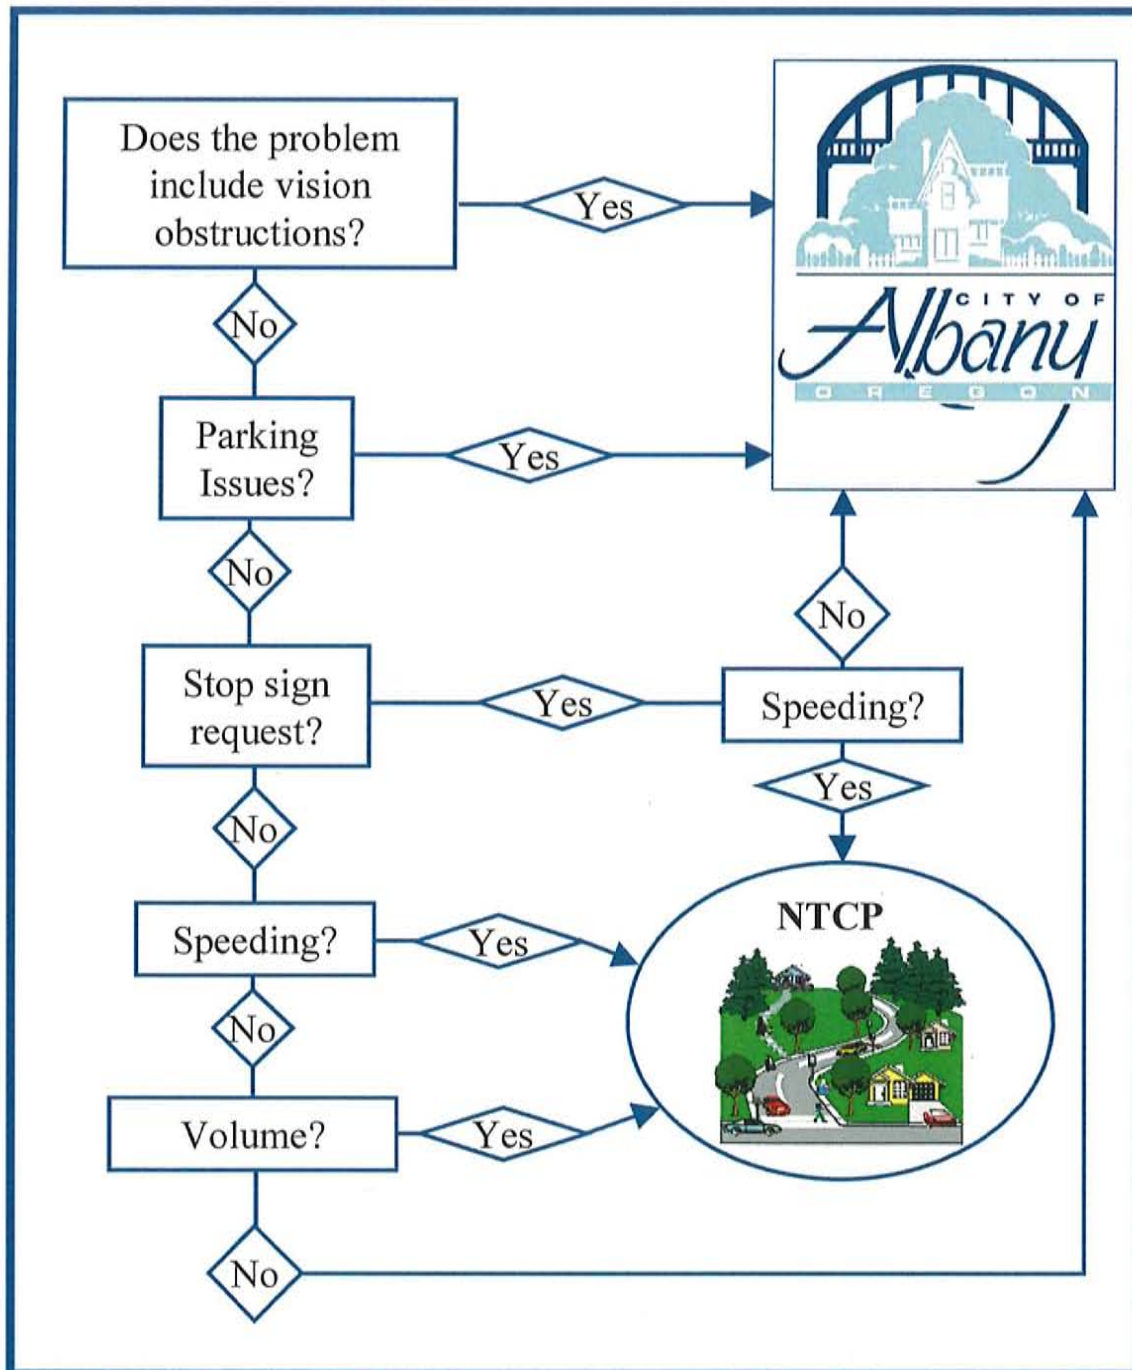 Does the problem
include vision
obstructions?
Yes
No
CITY OF
Albany
OREGON
Parking
Issues?
Yes
No
No
Stop sign
request?
Yes
Speeding?
Yes
No
NTCP
Speeding?
Yes
No
Volume?
Yes
No